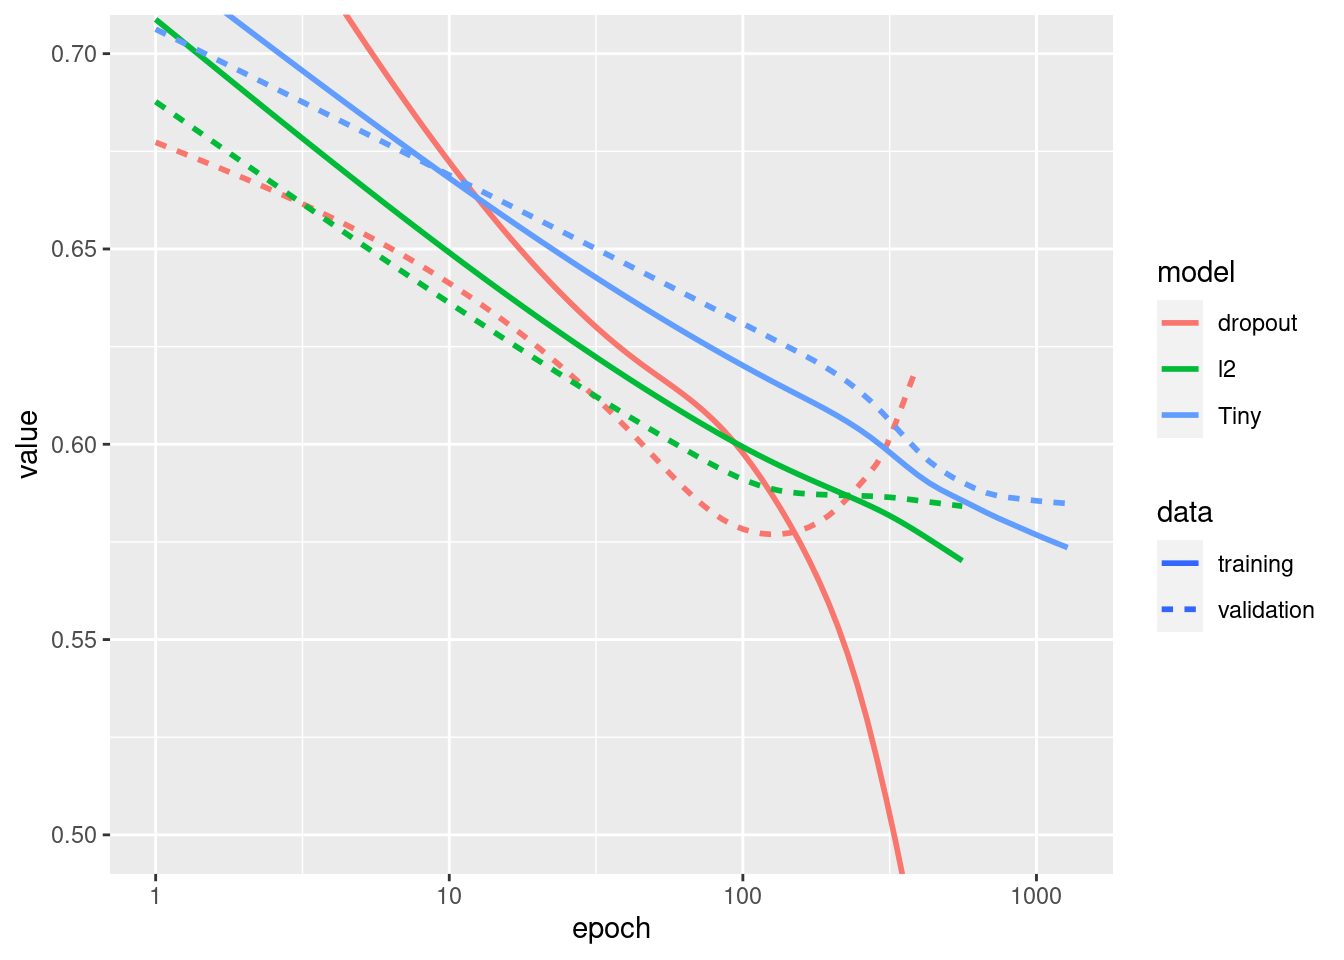 0.70
0.65
0.60
0.55
0.50
value
1
10
100
1000
epoch
model
dropout
l2
Tiny
data
training
validation